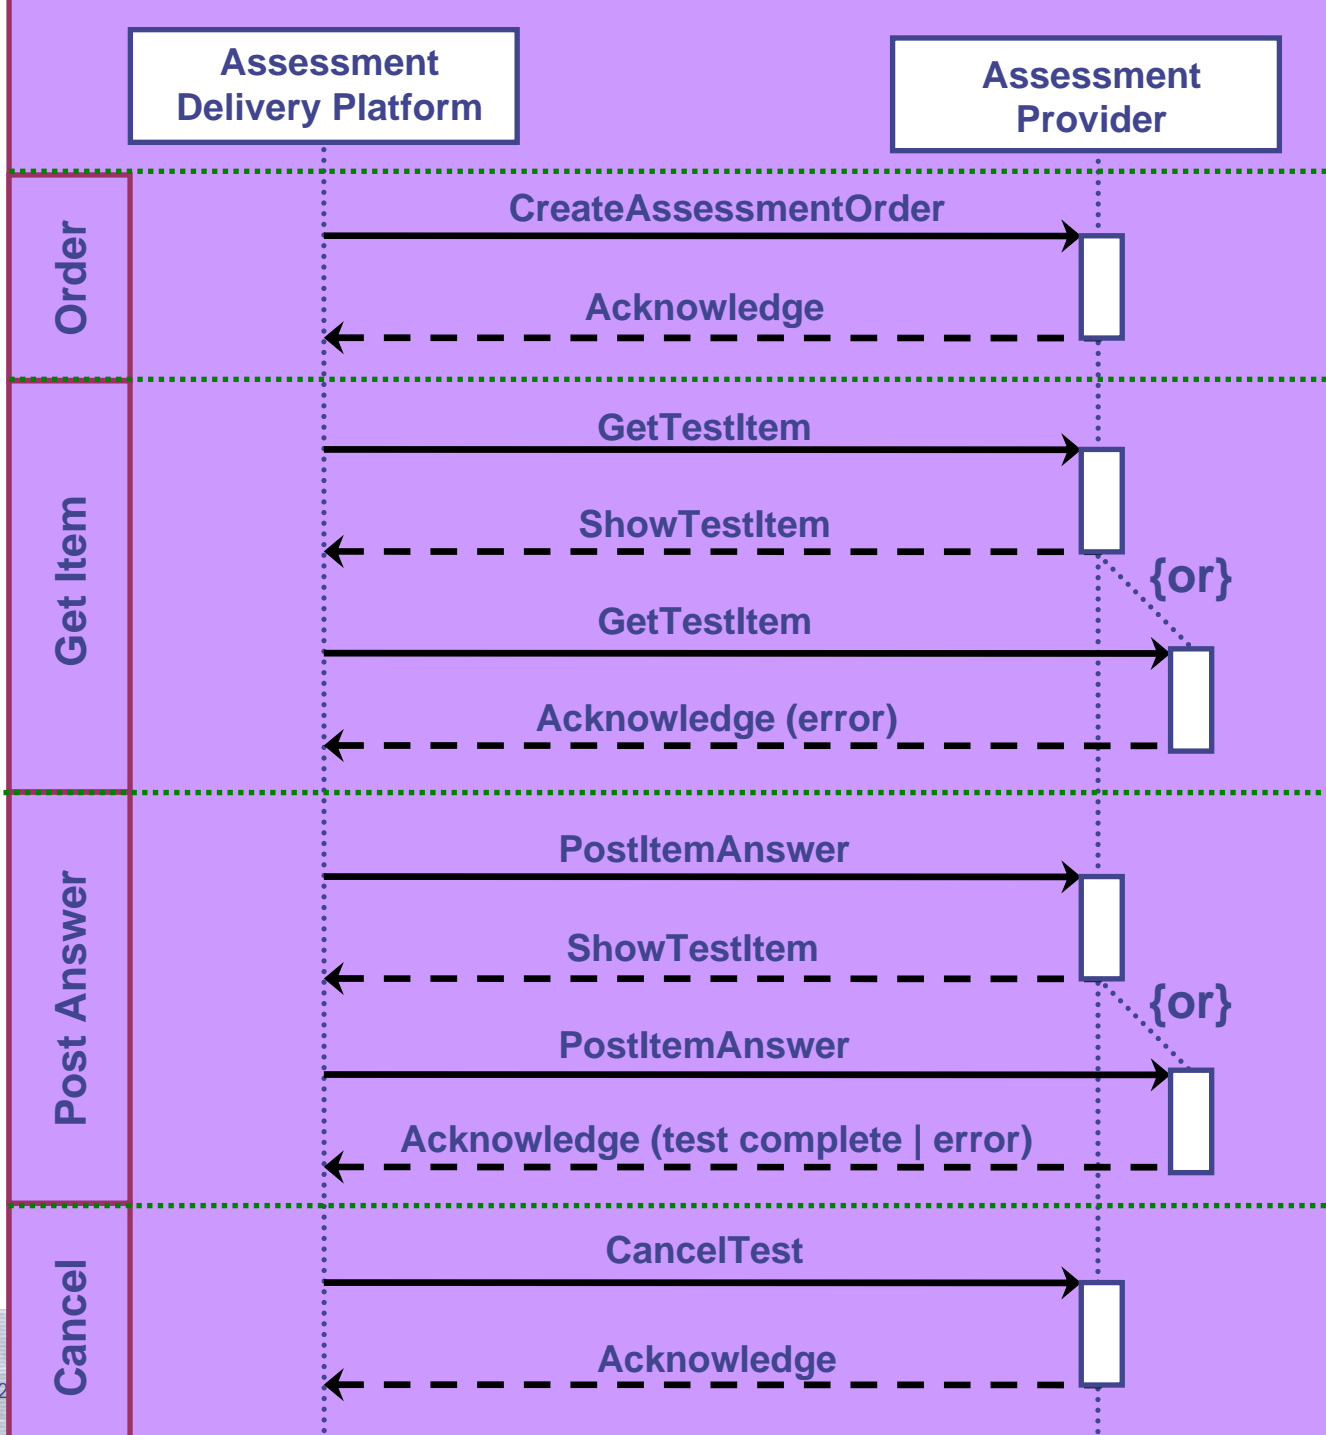 Assessment
Delivery Platform
Assessment
Provider
Order
CreateAssessmentOrder
Acknowledge
Get Item
GetTestItem
ShowTestItem
{or}
GetTestItem
Acknowledge (error)
Post Answer
PostItemAnswer
ShowTestItem
{or}
PostItemAnswer
Acknowledge (test complete | error)
Cancel
CancelTest
Acknowledge
2